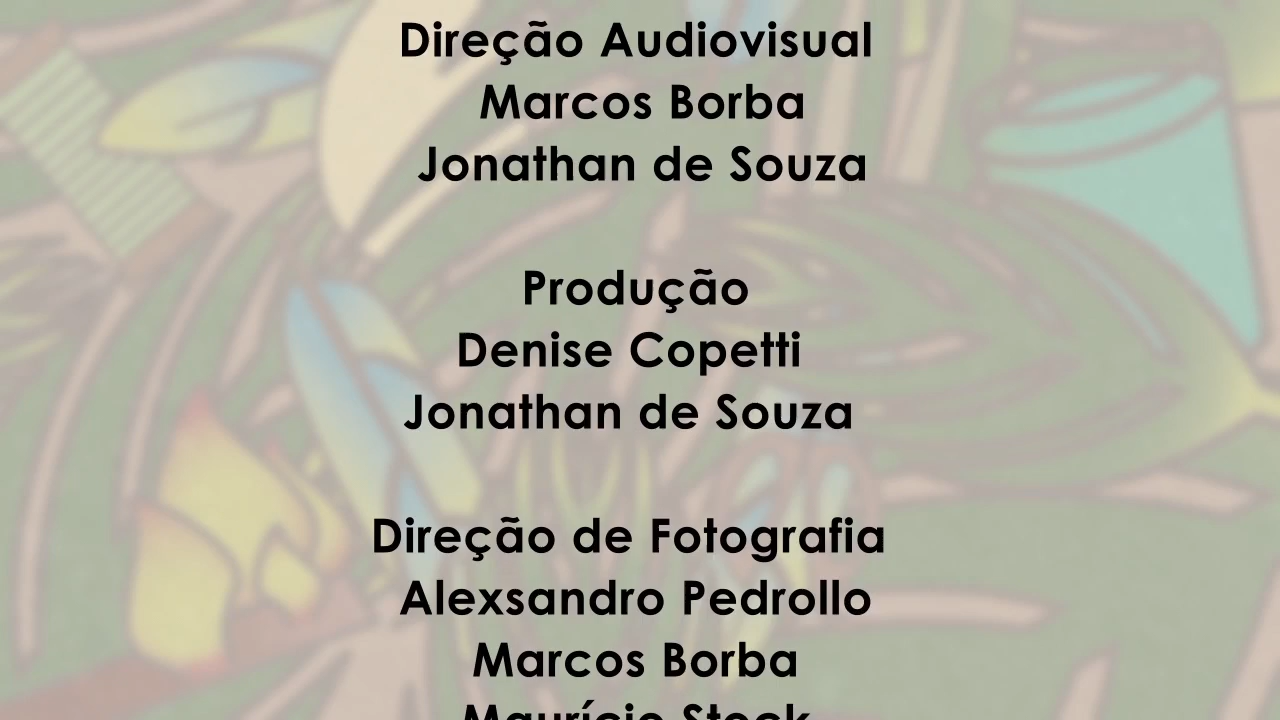 Direção Audiovisual
Marcos Borba
Jonathan de Souza
Produção
Denise Copetti
Jonathan de Souza
Direção de Fotografia
Alexsandro Pedrollo
Marcos Borba
Maurício